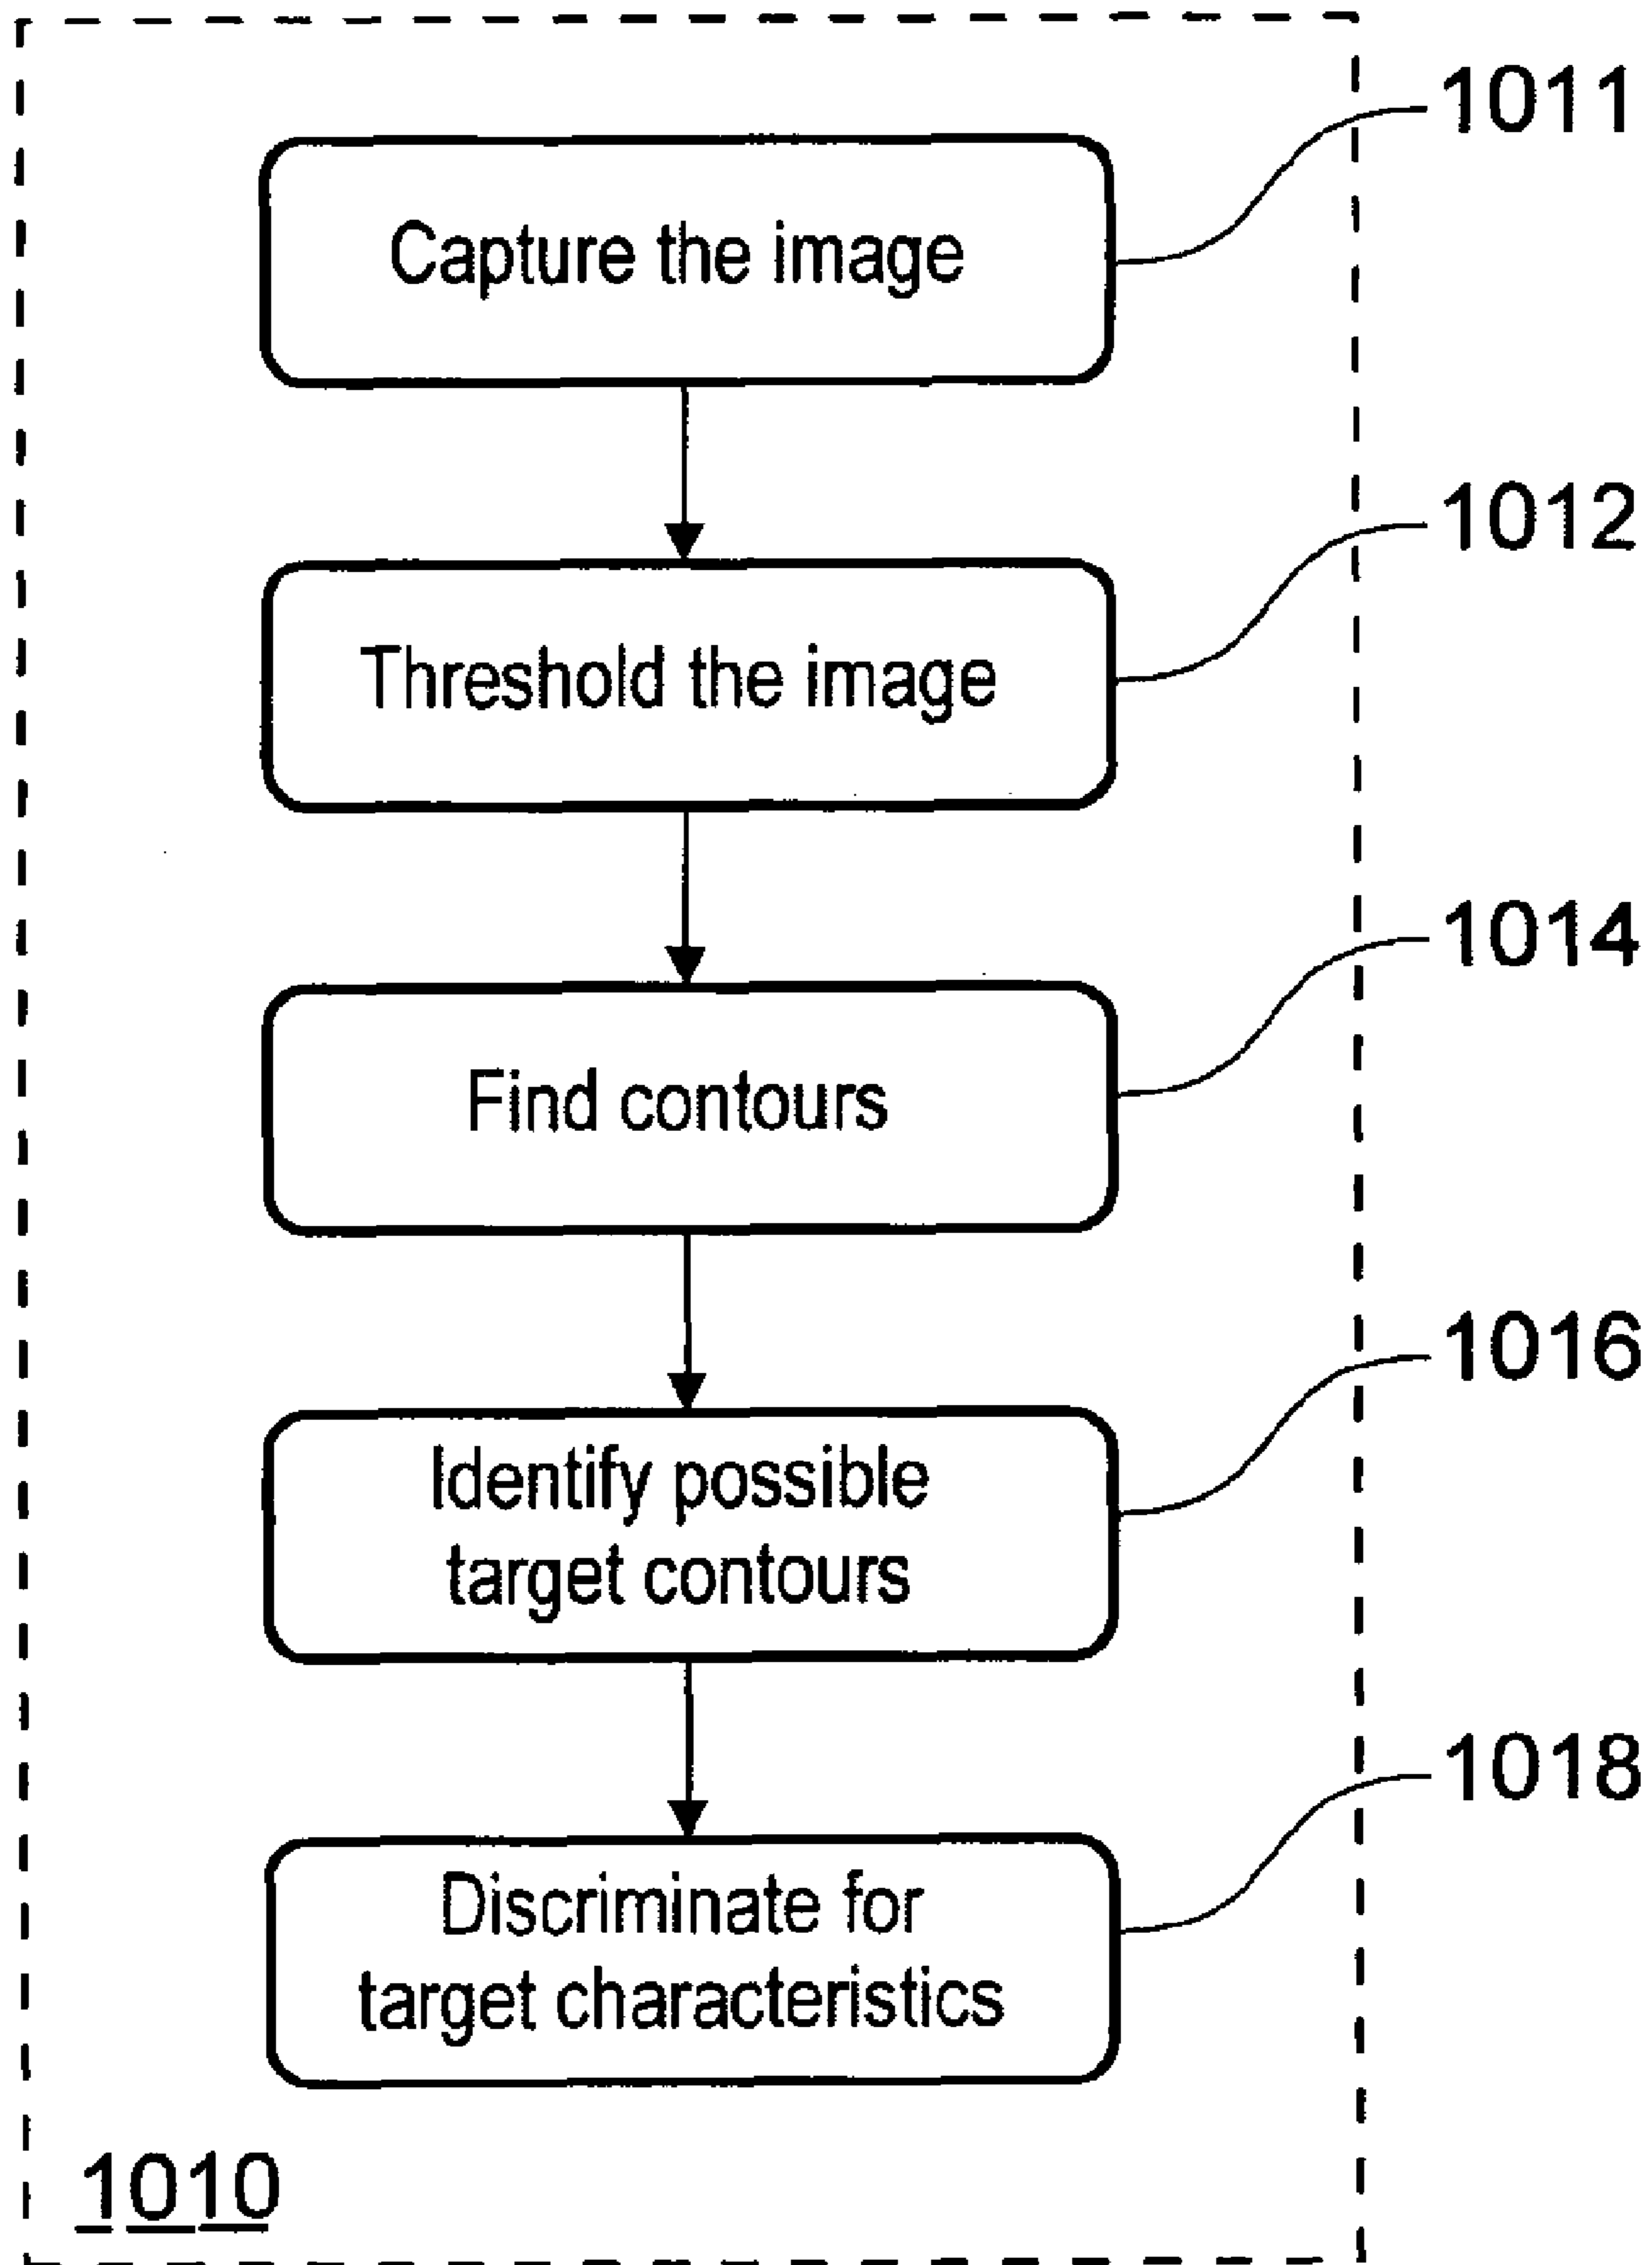 1011
Capture the image
1012
Threshold the image
1014
Find contours
1016
Identify possible
target contours
1018
Discriminate for
target characteristics
1010